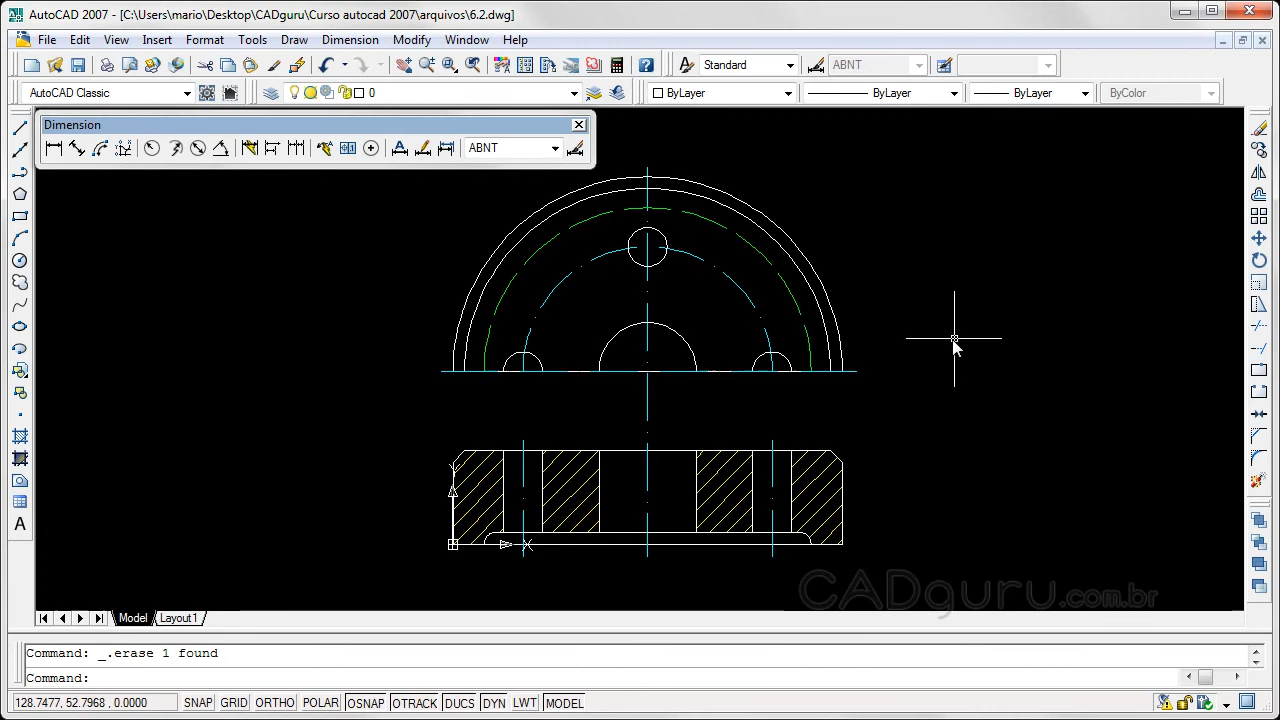 AutoCAD 2007 - [C:\Users\mario\Desktop\CADguru\Curso autocad 2007\arquivos\6.2.dwg]
File Edit View Insert Format Tools Draw Dimension Modify Window Help
Standard ABNT
AutoCAD Classic 0 ByLayer ByLayer ByLayer ByColor
Dimension
ABNT
A
Y
X
CADguru.com.br
Model Layout1
Command: _.erase 1 found
Command:
128.7477, 52.7968 , 0.0000 SNAP GRID ORTHO POLAR OSNAP OTRACK DUCS DYN LWT MODEL